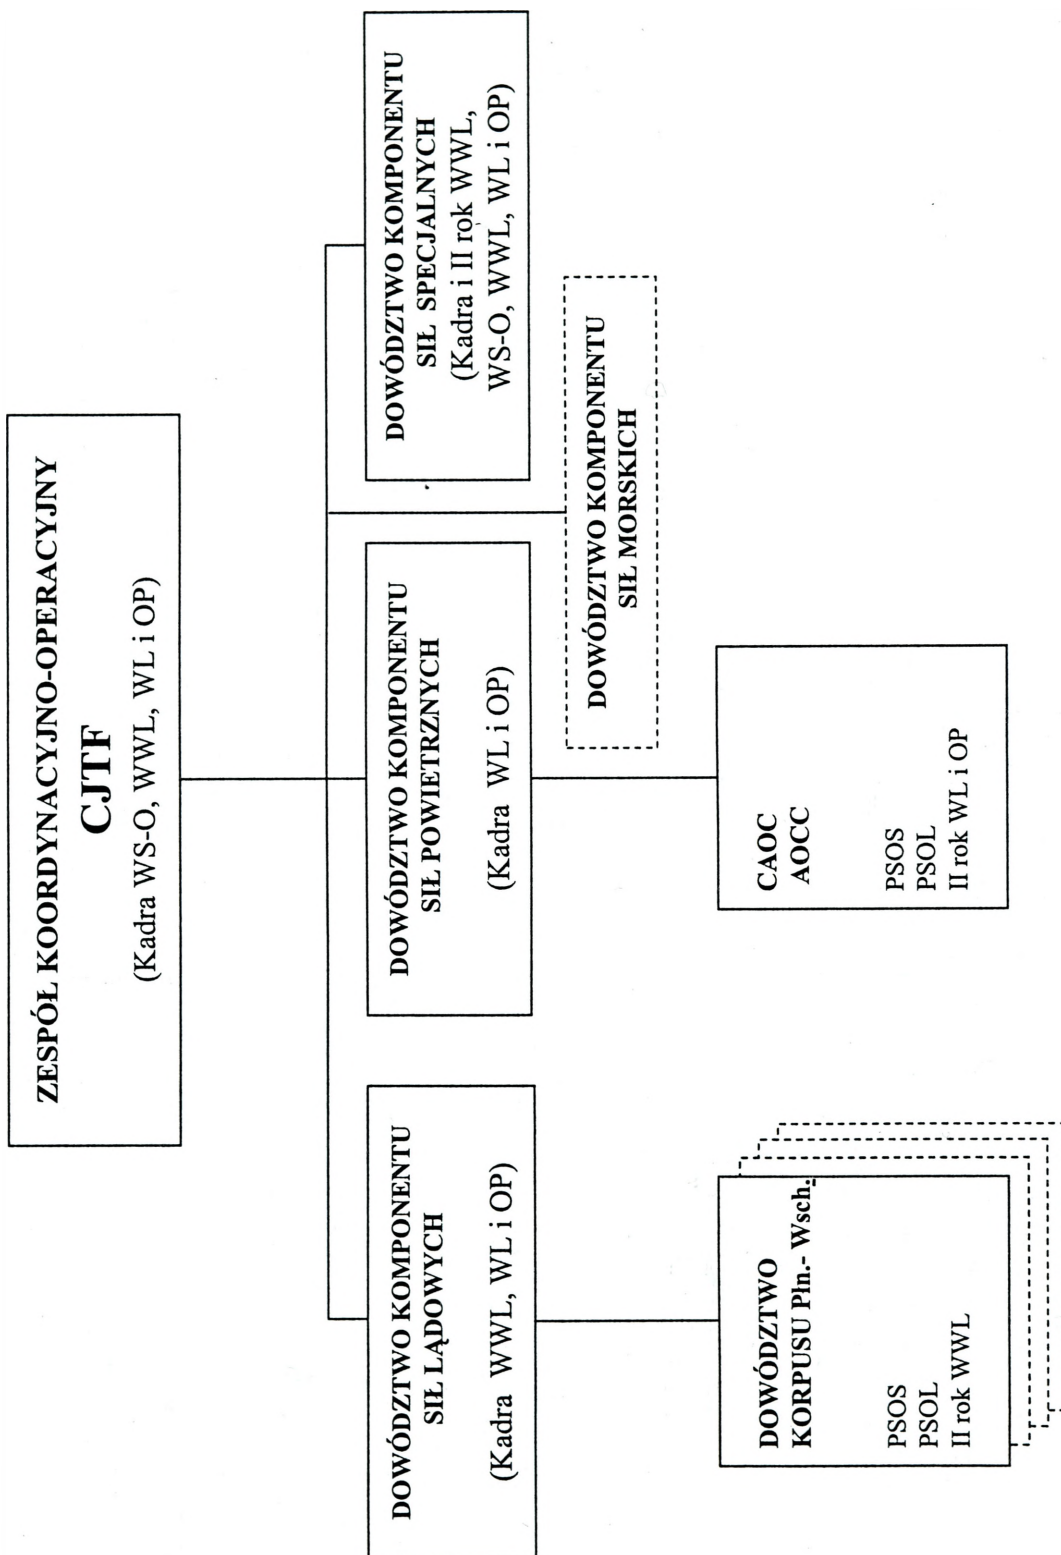 ZESPÓŁ KOORDYNACYJNO-OPERACYJNY
CJTF
(Kadra WS-O, WWL, WL i OP)
DOWÓDZTWO KOMPONENTU
SIŁ LĄDOWYCH
(Kadra WWL, WL i OP)
DOWÓDZTWO KOMPONENTU
SIŁ POWIETRZNYCH
(Kadra WL i OP)
DOWÓDZTWO KOMPONENTU
SIŁ SPECJALNYCH
(Kadra i II rok WWL,
WS-O, WWL, WL i OP)
DOWÓDZTWO KOMPONENTU
SIŁ MORSKICH
DOWÓDZTWO
KORPUSU Płn.- Wsch.
PSOS
PSOL
II rok WWL
CAOC
AOCC
PSOS
PSOL
II rok WL i OP